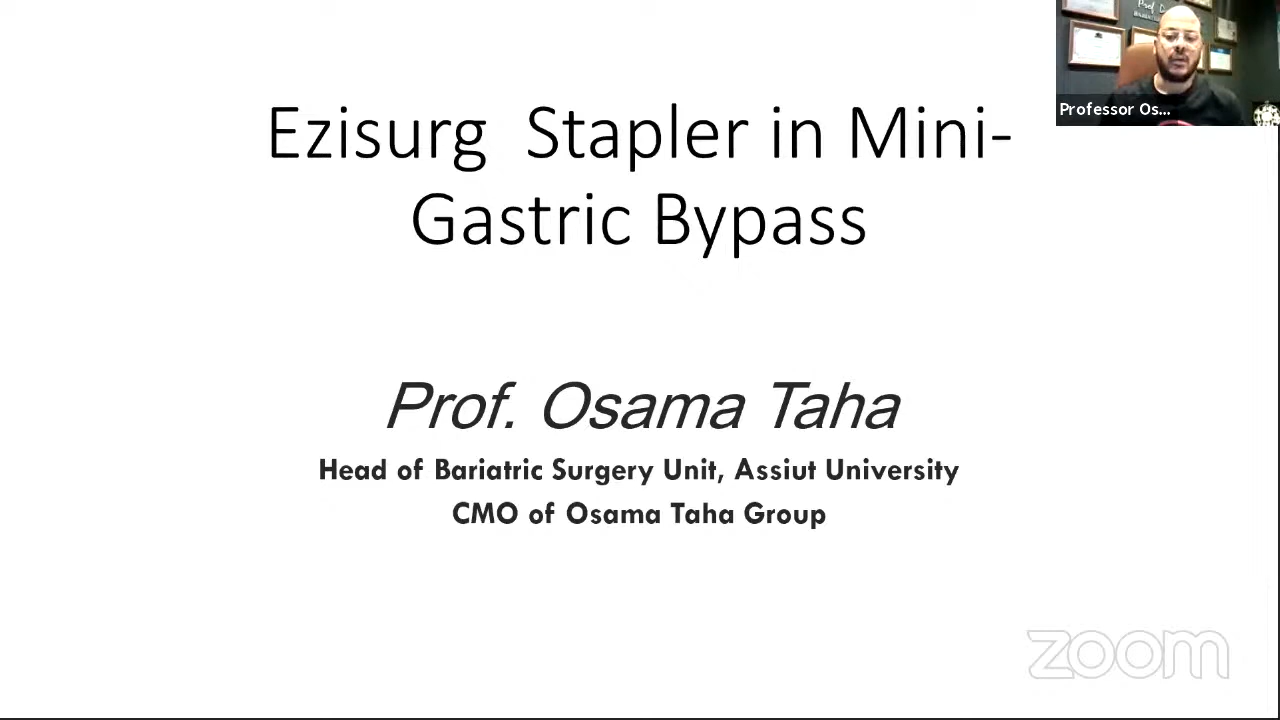 Ezisurg Stapler in Mini-
Gastric Bypass
Prof. Osama Taha
Head of Bariatric Surgery Unit, Assiut University
CMO of Osama Taha Group
Professor Os...
zoom